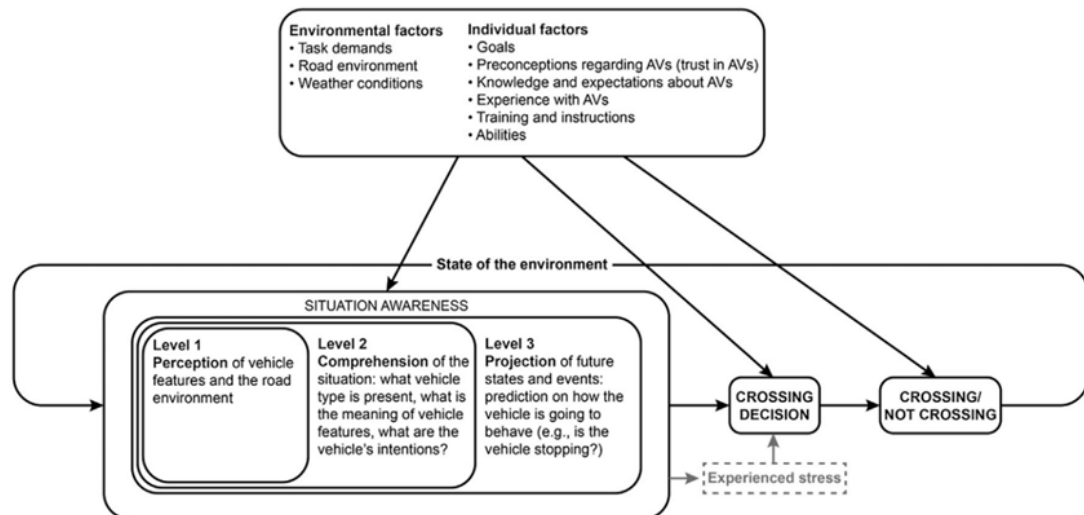 Environmental factors
• Task demands
• Road environment
• Weather conditions
Individual factors
• Goals
• Preconceptions regarding AVs (trust in AVs)
• Knowledge and expectations about AVs
• Experience with AVs
• Training and instructions
• Abilities
State of the environment
SITUATION AWARENESS
Level 1
Perception of vehicle
features and the road
environment
Level 2
Comprehension of the
situation: what vehicle
type is present, what is
the meaning of vehicle
features, what are the
vehicle's intentions?
Level 3
Projection of future
states and events:
prediction on how the
vehicle is going to
behave (e.g., is the
vehicle stopping?)
CROSSING
DECISION
CROSSING/
NOT CROSSING
Experienced stress